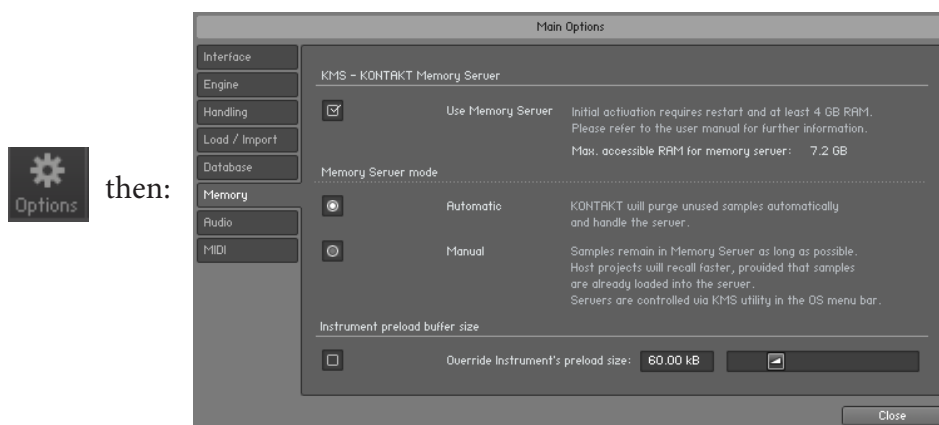 Options
then:
Main Options
Interface
Engine
Handling
Load / Import
Database
Memory
Audio
MIDI
KMS - KONTAKT Memory Server
Use Memory Server
Initial activation requires restart and at least 4 GB RAM.
Please refer to the user manual for further information.
Max. accessible RAM for memory server: 7.2 GB
Memory Server mode
Automatic
KONTAKT will purge unused samples automatically
and handle the server.
Manual
Samples remain in Memory Server as long as possible.
Host projects will recall faster, provided that samples
are already loaded into the server.
Servers are controlled via KMS utility in the OS menu bar.
Instrument preload buffer size
Override Instrument's preload size: 60.00 kB
Close